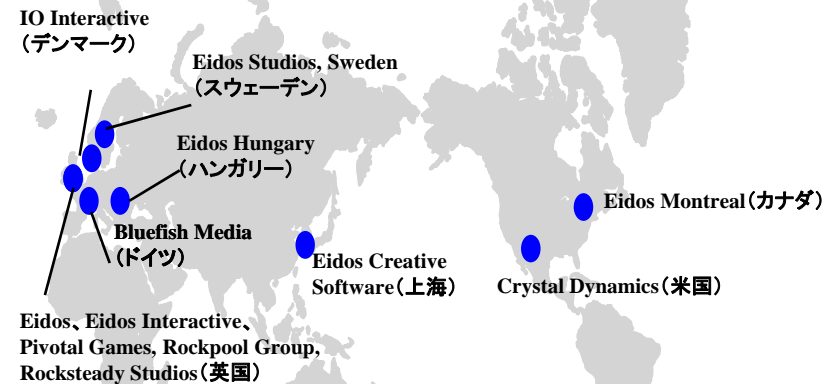 IO Interactive
（デンマーク）
Eidos Studios, Sweden
（スウェーデン）
Eidos Hungary
（ハンガリー）
Bluefish Media
（ドイツ）
Eidos Montreal（カナダ）
Eidos Creative
Software（上海）
Crystal Dynamics（米国）
Eidos、Eidos Interactive、
Pivotal Games, Rockpool Group,
Rocksteady Studios（英国）